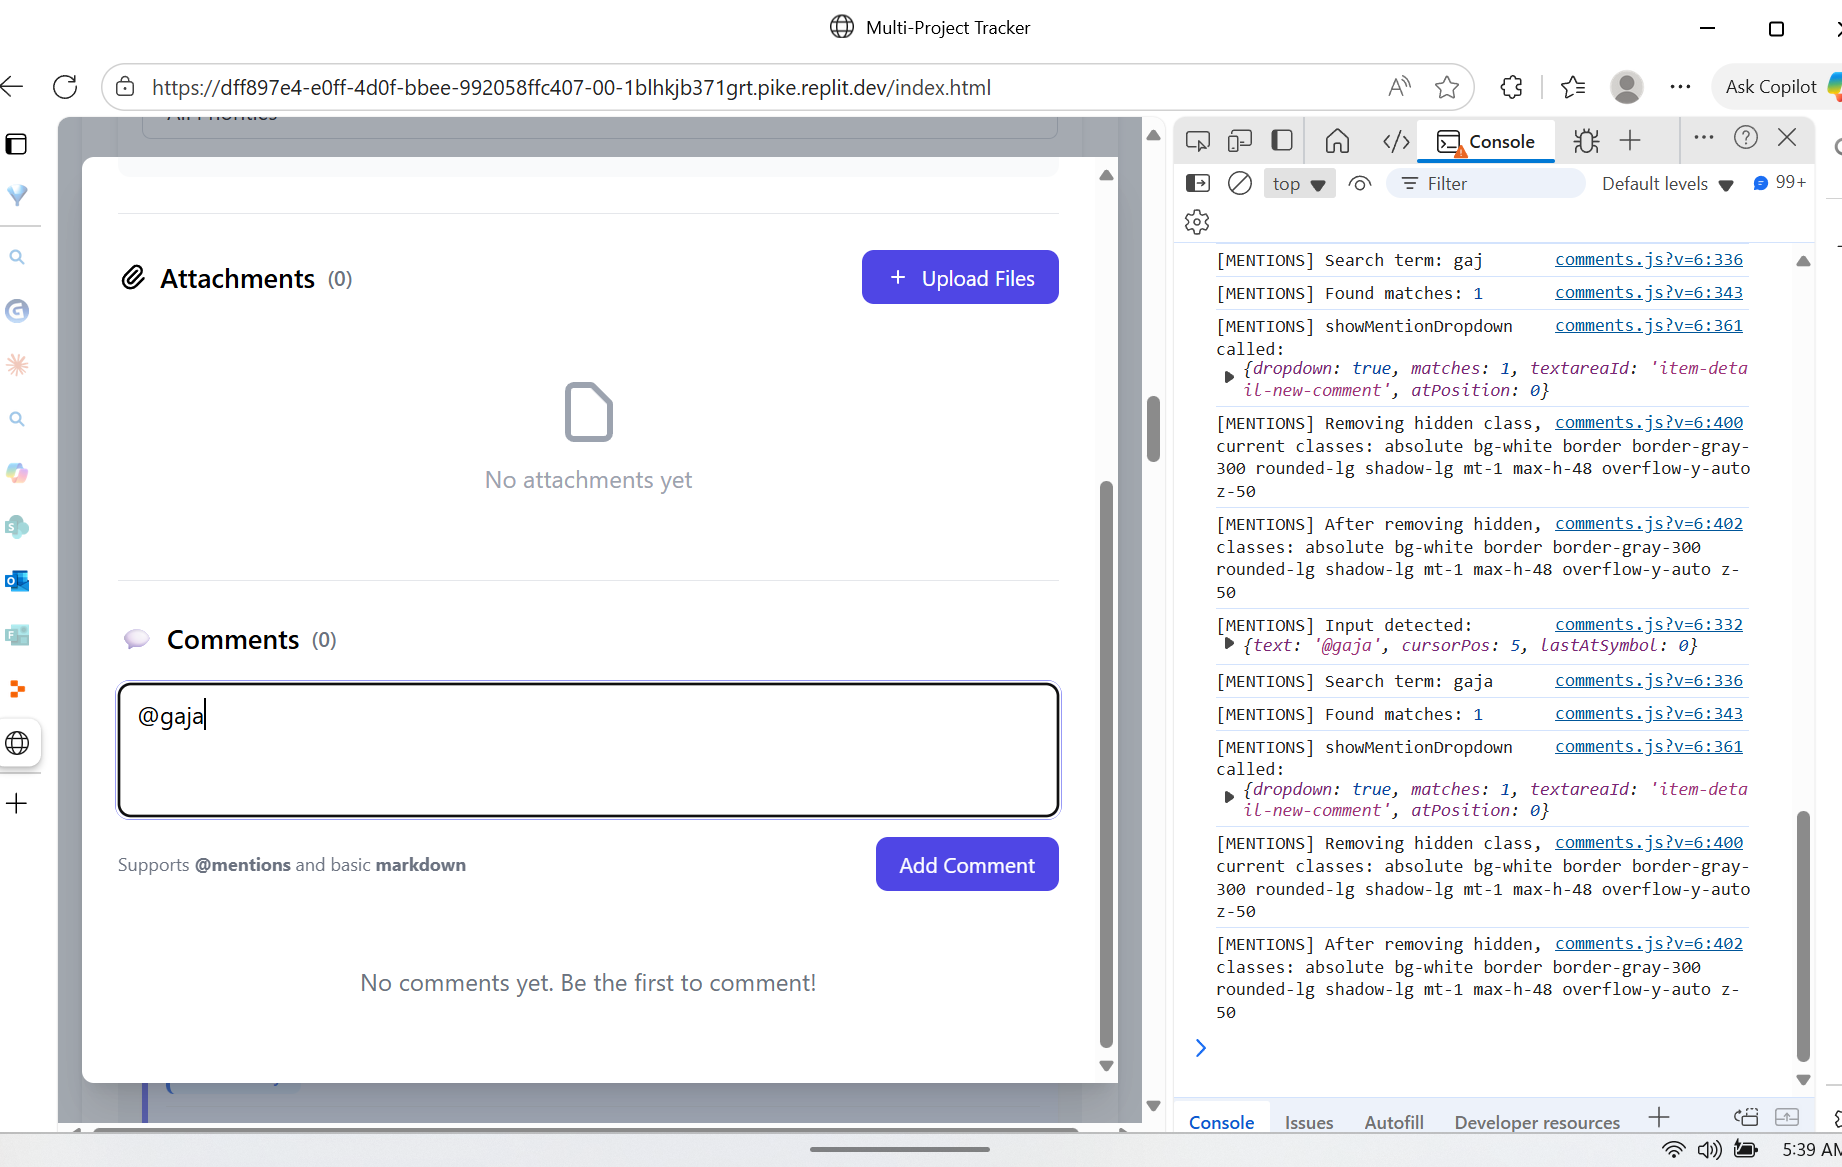 Multi-Project Tracker
https://dff897e4-e0ff-4d0f-bbee-992058ffc407-00-1blhkjb371grt.pike.replit.dev/index.html
Ask Copilot
All Priorities
Attachments (0)
+ Upload Files
No attachments yet
Comments (0)
@gaja
Supports @mentions and basic markdown
Add Comment
No comments yet. Be the first to comment!
Console
top
Filter
Default levels
99+
[MENTIONS] Search term: gaj comments.js?v=6:336
[MENTIONS] Found matches: 1 comments.js?v=6:343
[MENTIONS] showMentionDropdown comments.js?v=6:361
called:
{dropdown: true, matches: 1, textareaId: 'item-deta
il-new-comment', atPosition: 0}
[MENTIONS] Removing hidden class, comments.js?v=6:400
current classes: absolute bg-white border border-gray-
300 rounded-lg shadow-lg mt-1 max-h-48 overflow-y-auto
z-50
[MENTIONS] After removing hidden, comments.js?v=6:402
classes: absolute bg-white border border-gray-300
rounded-lg shadow-lg mt-1 max-h-48 overflow-y-auto z-
50
[MENTIONS] Input detected: comments.js?v=6:332
{text: '@gaja', cursorPos: 5, lastAtSymbol: 0}
[MENTIONS] Search term: gaja comments.js?v=6:336
[MENTIONS] Found matches: 1 comments.js?v=6:343
[MENTIONS] showMentionDropdown comments.js?v=6:361
called:
{dropdown: true, matches: 1, textareaId: 'item-deta
il-new-comment', atPosition: 0}
[MENTIONS] Removing hidden class, comments.js?v=6:400
current classes: absolute bg-white border border-gray-
300 rounded-lg shadow-lg mt-1 max-h-48 overflow-y-auto
z-50
[MENTIONS] After removing hidden, comments.js?v=6:402
classes: absolute bg-white border border-gray-300
rounded-lg shadow-lg mt-1 max-h-48 overflow-y-auto z-
50
Console
Issues
Autofill
Developer resources
5:39 AM